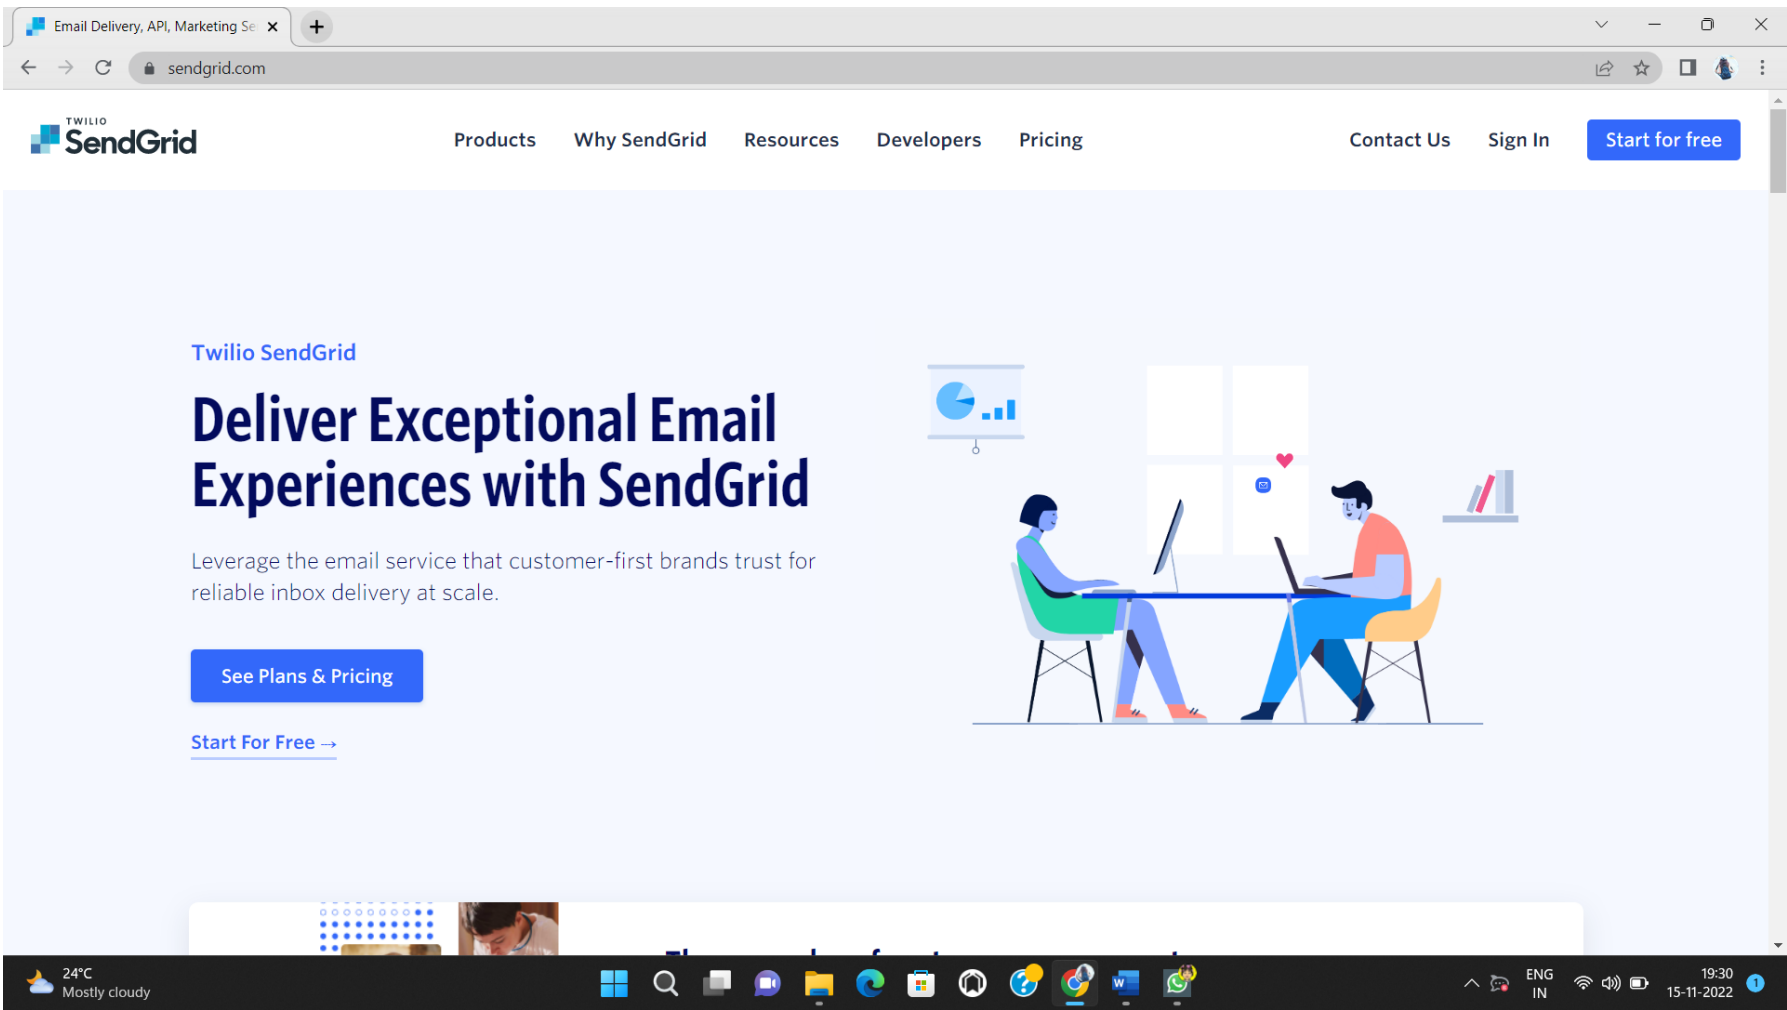 Email Delivery, API, Marketing Se
sendgrid.com
TWILIO
SendGrid
Products
Why SendGrid
Resources
Developers
Pricing
Contact Us
Sign In
Start for free
Twilio SendGrid
Deliver Exceptional Email
Experiences with SendGrid
Leverage the email service that customer-first brands trust for
reliable inbox delivery at scale.
See Plans & Pricing
Start For Free →
24°C
Mostly cloudy
ENG
IN
19:30
15-11-2022
1